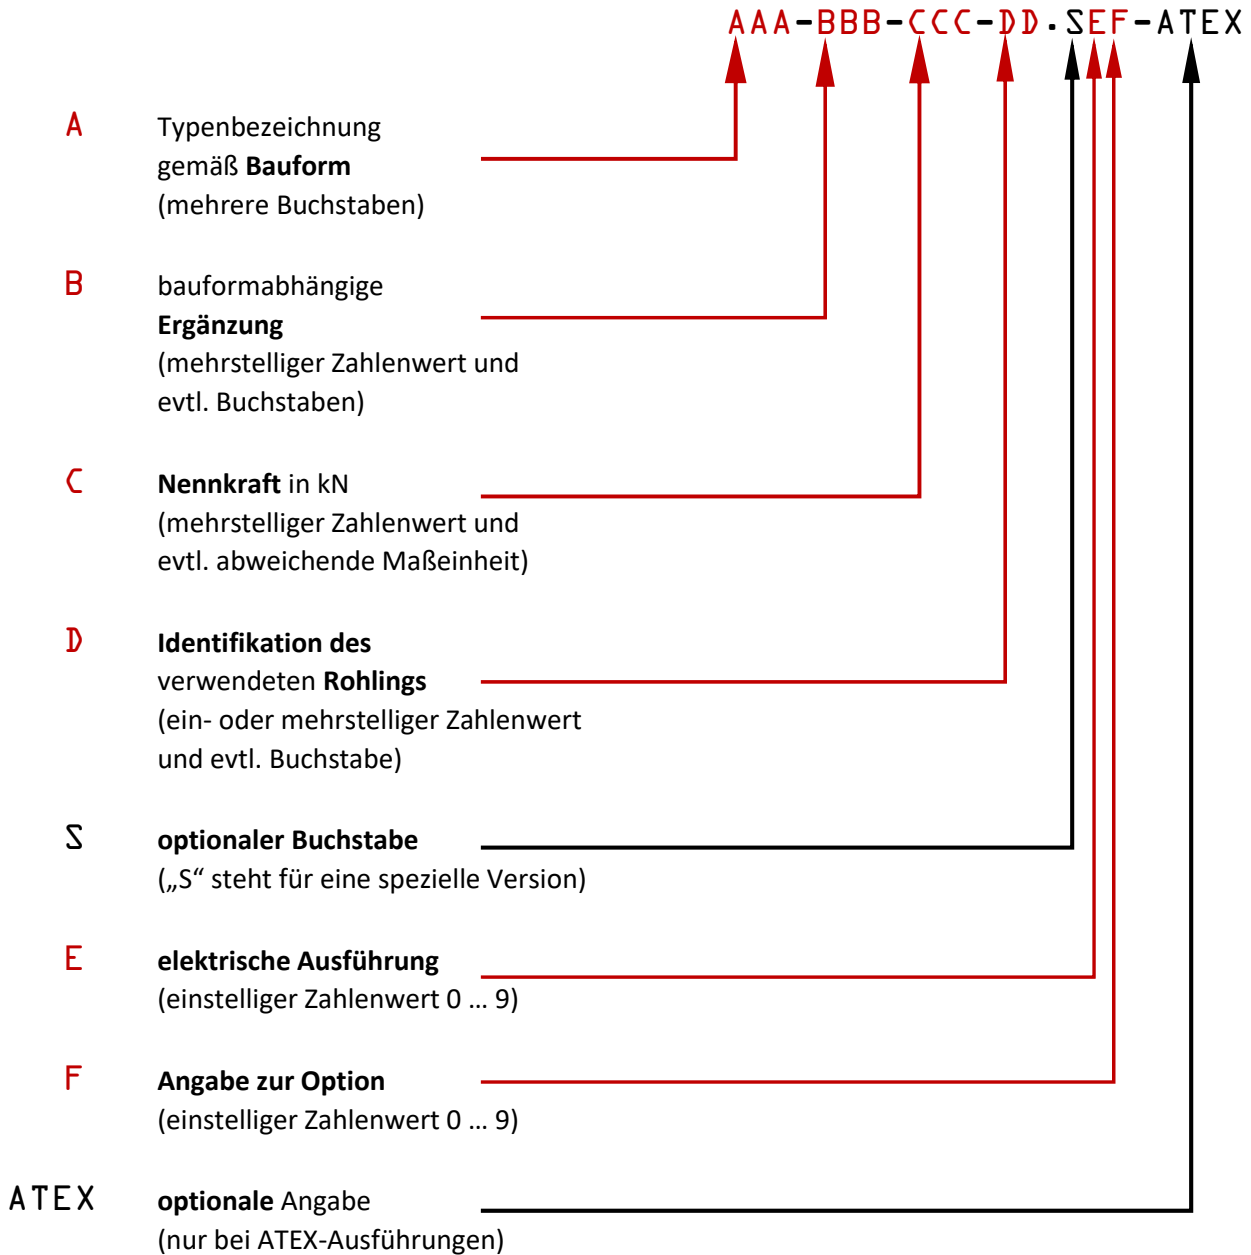 AAA-BBB-CCC-DD.SEF-ATEX
A Typenbezeichnung
gemäß Bauform
(mehrere Buchstaben)
B bauformabhängige
Ergänzung
(mehrstelliger Zahlenwert und
evtl. Buchstaben)
C Nennkraft in kN
(mehrstelliger Zahlenwert und
evtl. abweichende Maßeinheit)
D Identifikation des
verwendeten Rohlings
(ein- oder mehrstelliger Zahlenwert
und evtl. Buchstabe)
S optionaler Buchstabe
(„S“ steht für eine spezielle Version)
E elektrische Ausführung
(einstelliger Zahlenwert 0 … 9)
F Angabe zur Option
(einstelliger Zahlenwert 0 … 9)
ATEX optionale Angabe
(nur bei ATEX-Ausführungen)